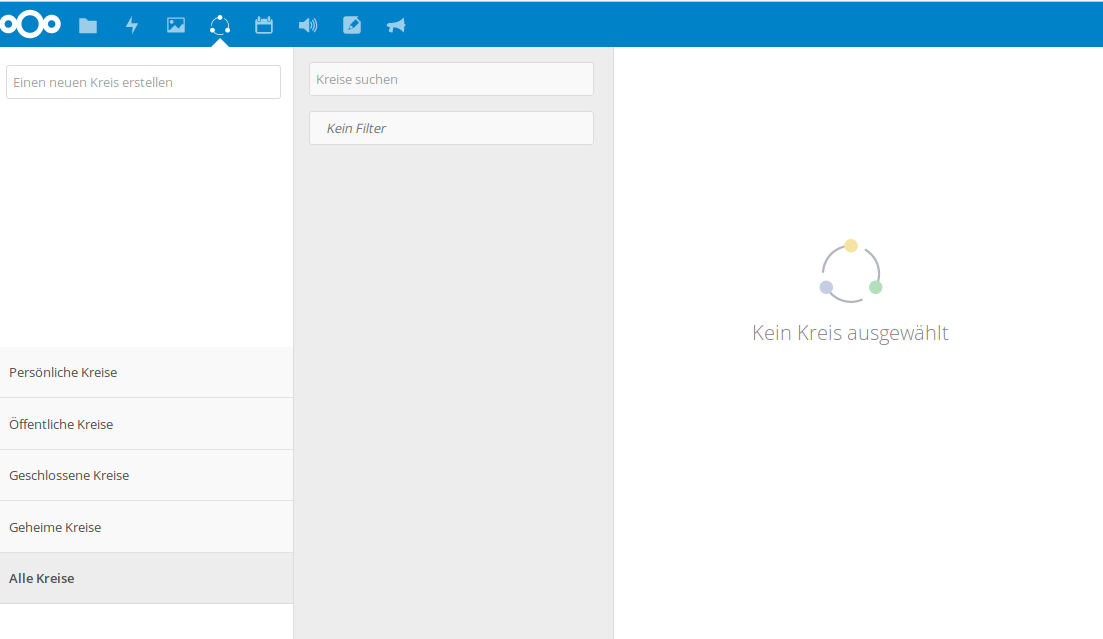 Einen neuen Kreis erstellen
Persönliche Kreise
Öffentliche Kreise
Geschlossene Kreise
Geheime Kreise
Alle Kreise
Kreise suchen
Kein Filter
Kein Kreis ausgewählt